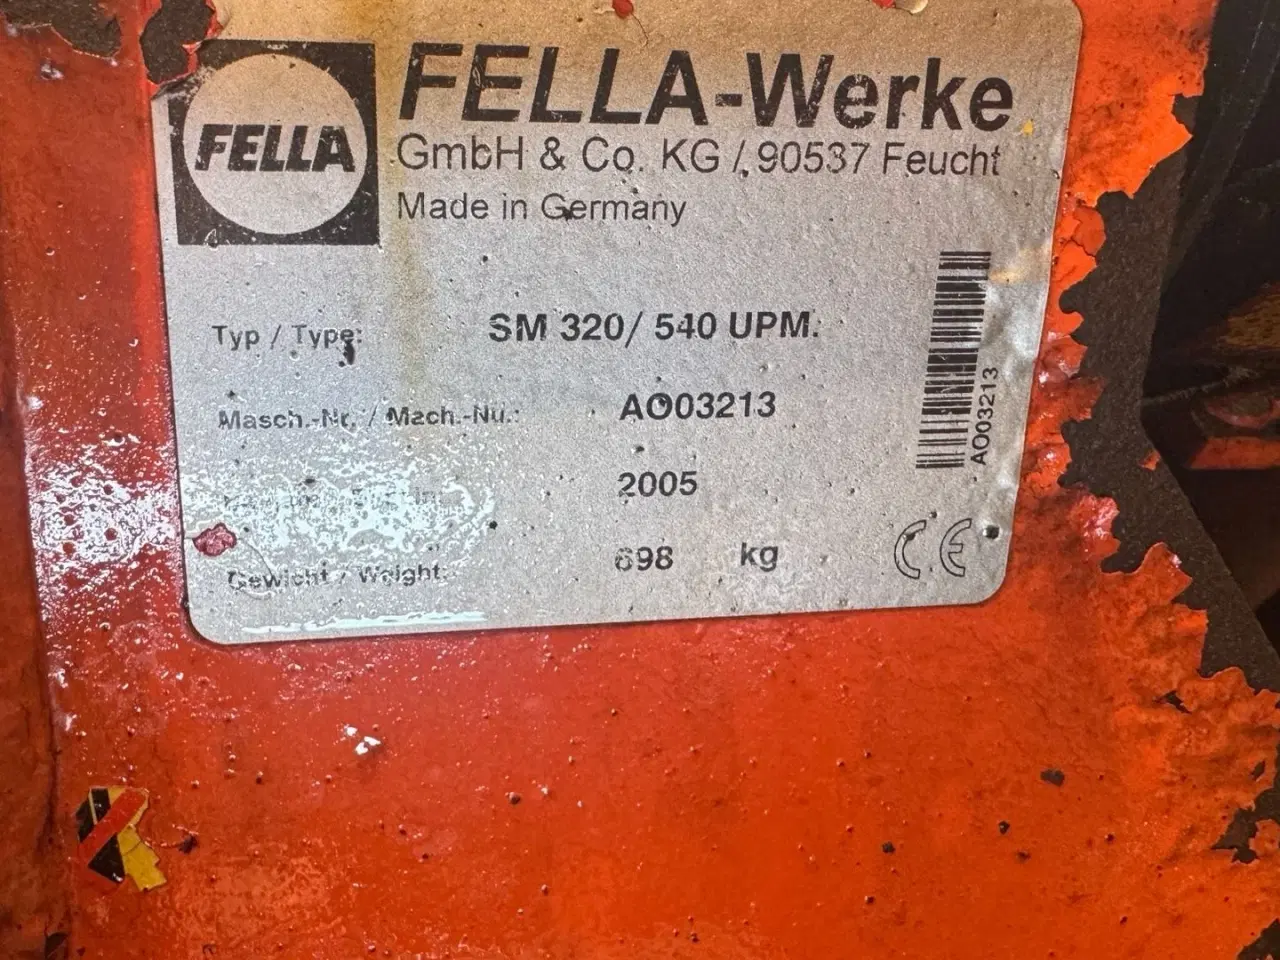 FELLA
FELLA-Werke
GmbH & Co. KG / 90537 Feucht
Made in Germany
Typ / Type: SM 320/ 540 UPM.
Masch.-Nr. / Mach.-Nu.: AO03213
2005
Gewicht / Weight: 698 kg
CE
AO03213